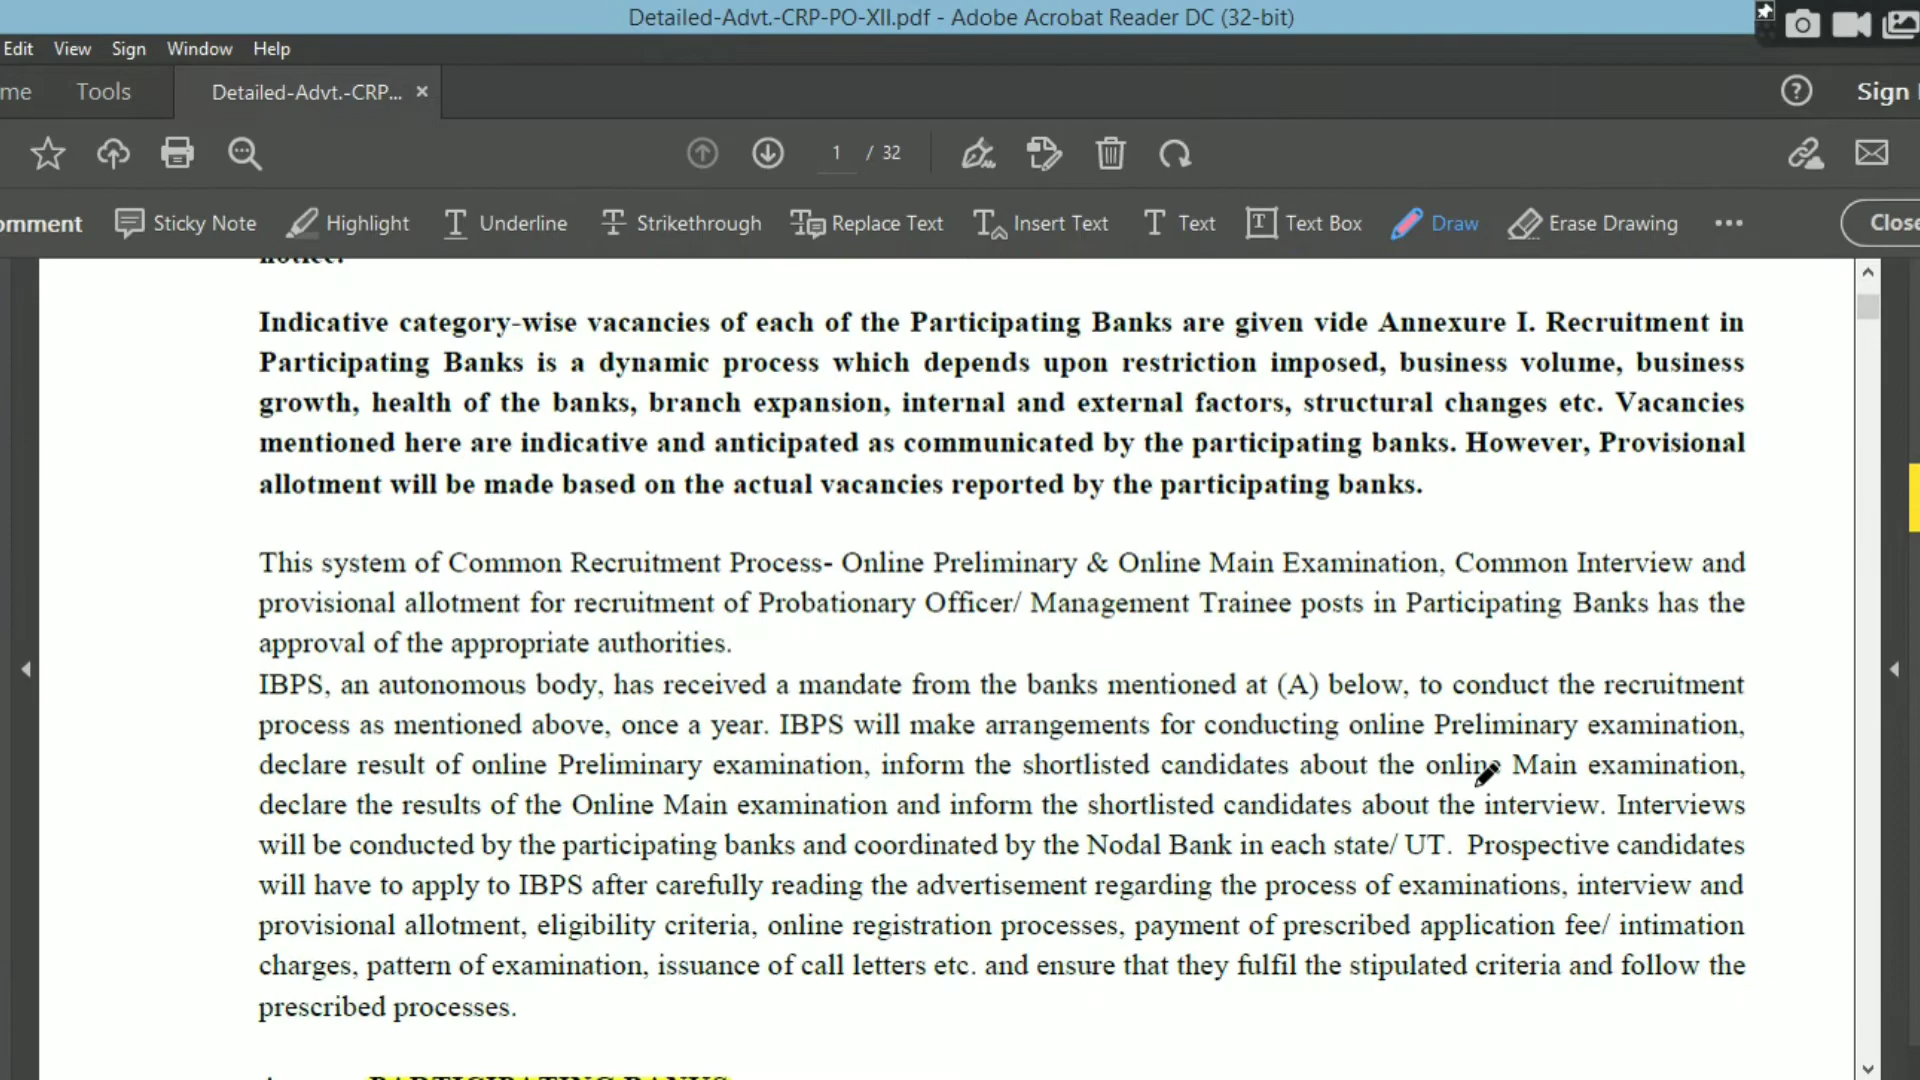 Detailed-Advt.-CRP-PO-XII.pdf - Adobe Acrobat Reader DC (32-bit)
Edit View Sign Window Help
me Tools Detailed-Advt.-CRP... × ? Sign
1 / 32
omment Sticky Note Highlight Underline Strikethrough Replace Text Insert Text Text Text Box Draw Erase Drawing ••• Close
notice.
Indicative category-wise vacancies of each of the Participating Banks are given vide Annexure I. Recruitment in
Participating Banks is a dynamic process which depends upon restriction imposed, business volume, business
growth, health of the banks, branch expansion, internal and external factors, structural changes etc. Vacancies
mentioned here are indicative and anticipated as communicated by the participating banks. However, Provisional
allotment will be made based on the actual vacancies reported by the participating banks.
This system of Common Recruitment Process- Online Preliminary & Online Main Examination, Common Interview and
provisional allotment for recruitment of Probationary Officer/ Management Trainee posts in Participating Banks has the
approval of the appropriate authorities.
IBPS, an autonomous body, has received a mandate from the banks mentioned at (A) below, to conduct the recruitment
process as mentioned above, once a year. IBPS will make arrangements for conducting online Preliminary examination,
declare result of online Preliminary examination, inform the shortlisted candidates about the online Main examination,
declare the results of the Online Main examination and inform the shortlisted candidates about the interview. Interviews
will be conducted by the participating banks and coordinated by the Nodal Bank in each state/ UT. Prospective candidates
will have to apply to IBPS after carefully reading the advertisement regarding the process of examinations, interview and
provisional allotment, eligibility criteria, online registration processes, payment of prescribed application fee/ intimation
charges, pattern of examination, issuance of call letters etc. and ensure that they fulfil the stipulated criteria and follow the
prescribed processes.
PARTICIPATING BANKS